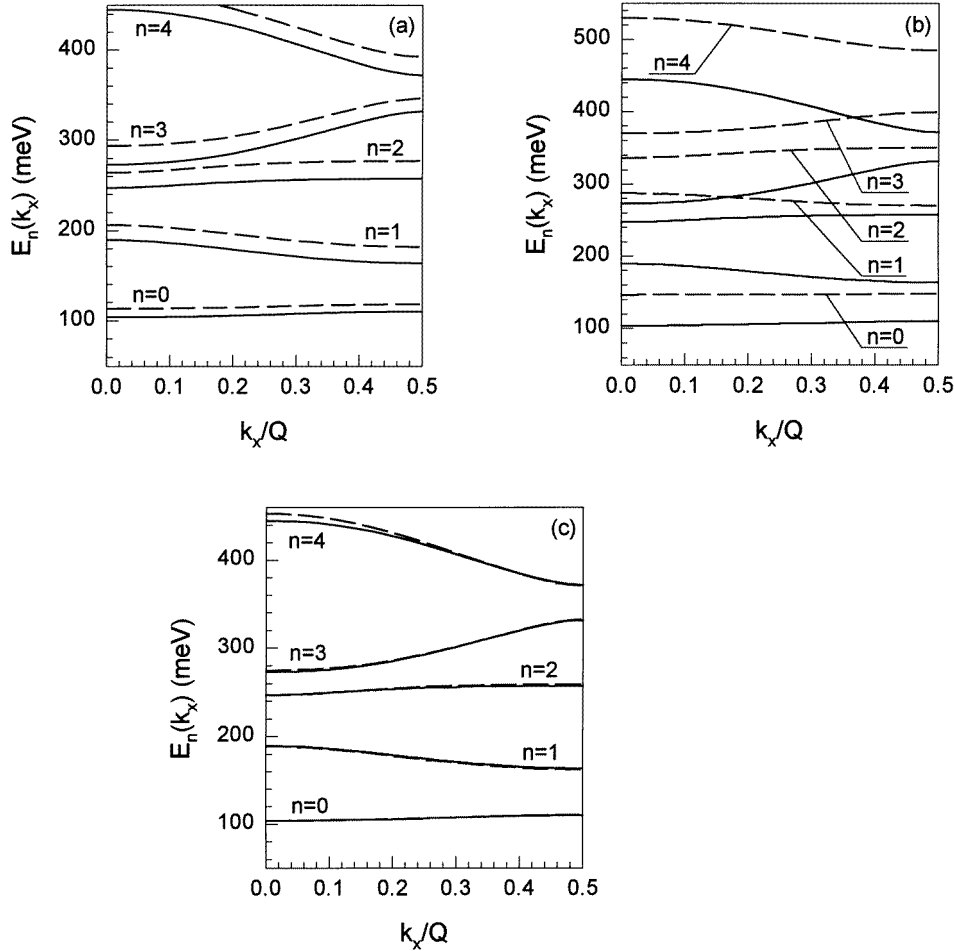 (a)
n=4
400
n=3
300
n=2
n=1
200
n=0
100
0.0 0.1 0.2 0.3 0.4 0.5
E_n(k_x) (meV)
k_x/Q
(b)
500
n=4
400
n=3
300
n=2
n=1
200
n=0
100
0.0 0.1 0.2 0.3 0.4 0.5
E_n(k_x) (meV)
k_x/Q
(c)
400
n=4
300
n=3
n=2
200
n=1
n=0
100
0.0 0.1 0.2 0.3 0.4 0.5
E_n(k_x) (meV)
k_x/Q